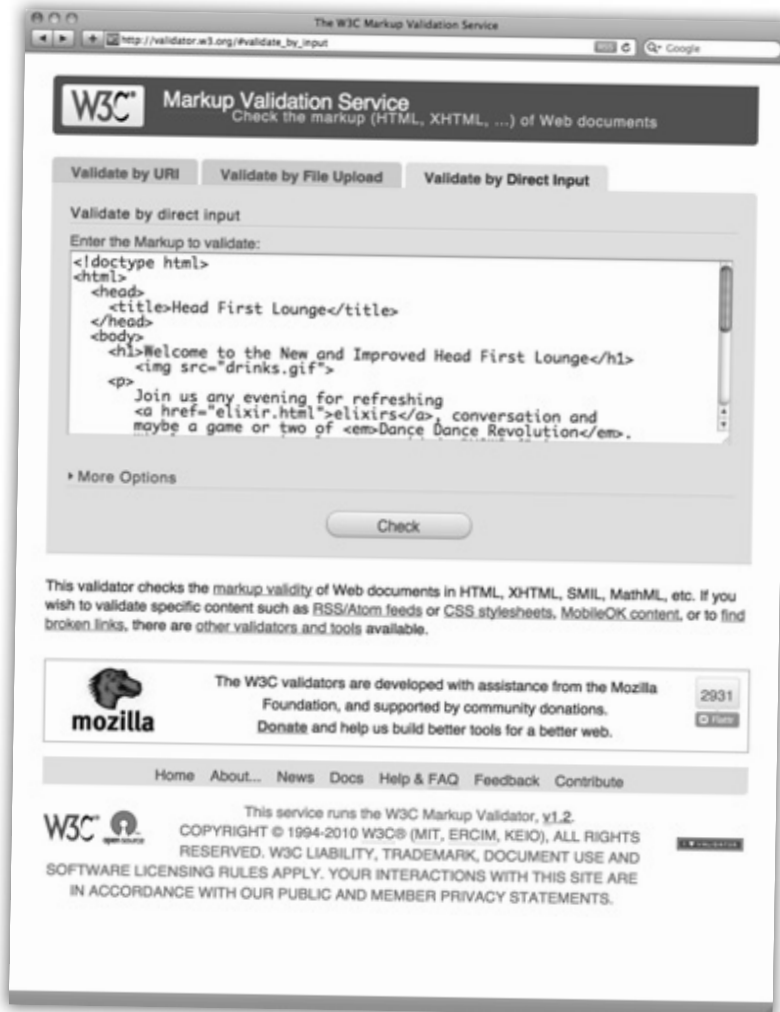 The W3C Markup Validation Service
http://validator.w3.org/#validate_by_input
RSS
Google
W3C® Markup Validation Service
Check the markup (HTML, XHTML, ...) of Web documents
Validate by URI Validate by File Upload Validate by Direct Input
Validate by direct input
Enter the Markup to validate:
<!doctype html>
<html>
<head>
<title>Head First Lounge</title>
</head>
<body>
<h1>Welcome to the New and Improved Head First Lounge</h1>
<img src="drinks.gif">
<p>
Join us any evening for refreshing
<a href="elixir.html">elixirs</a>, conversation and
maybe a game or two of <em>Dance Dance Revolution</em>.
More Options
Check
This validator checks the markup validity of Web documents in HTML, XHTML, SMIL, MathML, etc. If you
wish to validate specific content such as RSS/Atom feeds or CSS stylesheets, MobileOK content, or to find
broken links, there are other validators and tools available.
mozilla
The W3C validators are developed with assistance from the Mozilla
Foundation, and supported by community donations.
Donate and help us build better tools for a better web.
2931
Flattr
Home About... News Docs Help & FAQ Feedback Contribute
W3C® open source
This service runs the W3C Markup Validator, v1.2.
COPYRIGHT © 1994-2010 W3C® (MIT, ERCIM, KEIO), ALL RIGHTS
RESERVED. W3C LIABILITY, TRADEMARK, DOCUMENT USE AND
SOFTWARE LICENSING RULES APPLY. YOUR INTERACTIONS WITH THIS SITE ARE
IN ACCORDANCE WITH OUR PUBLIC AND MEMBER PRIVACY STATEMENTS.